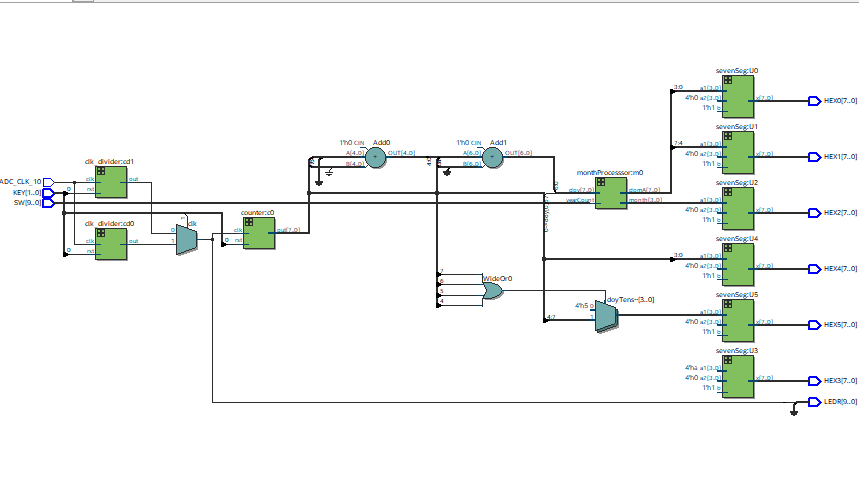 sevenSeg:U0
3:0 a1[3..0]
4'h0 a2[3..0] x[7..0] HEX0[7..0]
1'h1 b
sevenSeg:U1
1'h0 CIN Add0
1'h0 CIN Add1
7:4 a1[3..0]
A[4..0] OUT[4..0]
A[6..0] OUT[6..0]
4'h0 a2[3..0] x[7..0] HEX1[7..0]
B[4..0]
B[6..0]
1'h1 b
clk_divider:cd1
monthProcesssor:m0
sevenSeg:U2
ADC_CLK_10 clk out
KEY[1..0] 0 rst
day[7..0] domA[7..0]
a1[3..0]
SW[9..0]
yearCount month[3..0]
4'h0 a2[3..0] x[7..0] HEX2[7..0]
counter:c0
1'h1 b
clk_divider:cd0
clk
0
clk out
1
clk out[7..0]
0 rst
0 rst
sevenSeg:U4
3:0 a1[3..0]
4'h0 a2[3..0] x[7..0] HEX4[7..0]
1'h1 b
7
6
5
4
WideOr0
doyTens~[3..0]
sevenSeg:U5
4'h5 0
a1[3..0]
4:7 1
4'h0 a2[3..0] x[7..0] HEX5[7..0]
1'h1 b
sevenSeg:U3
4'ha a1[3..0]
4'h0 a2[3..0] x[7..0] HEX3[7..0]
1'h1 b
LEDR[9..0]